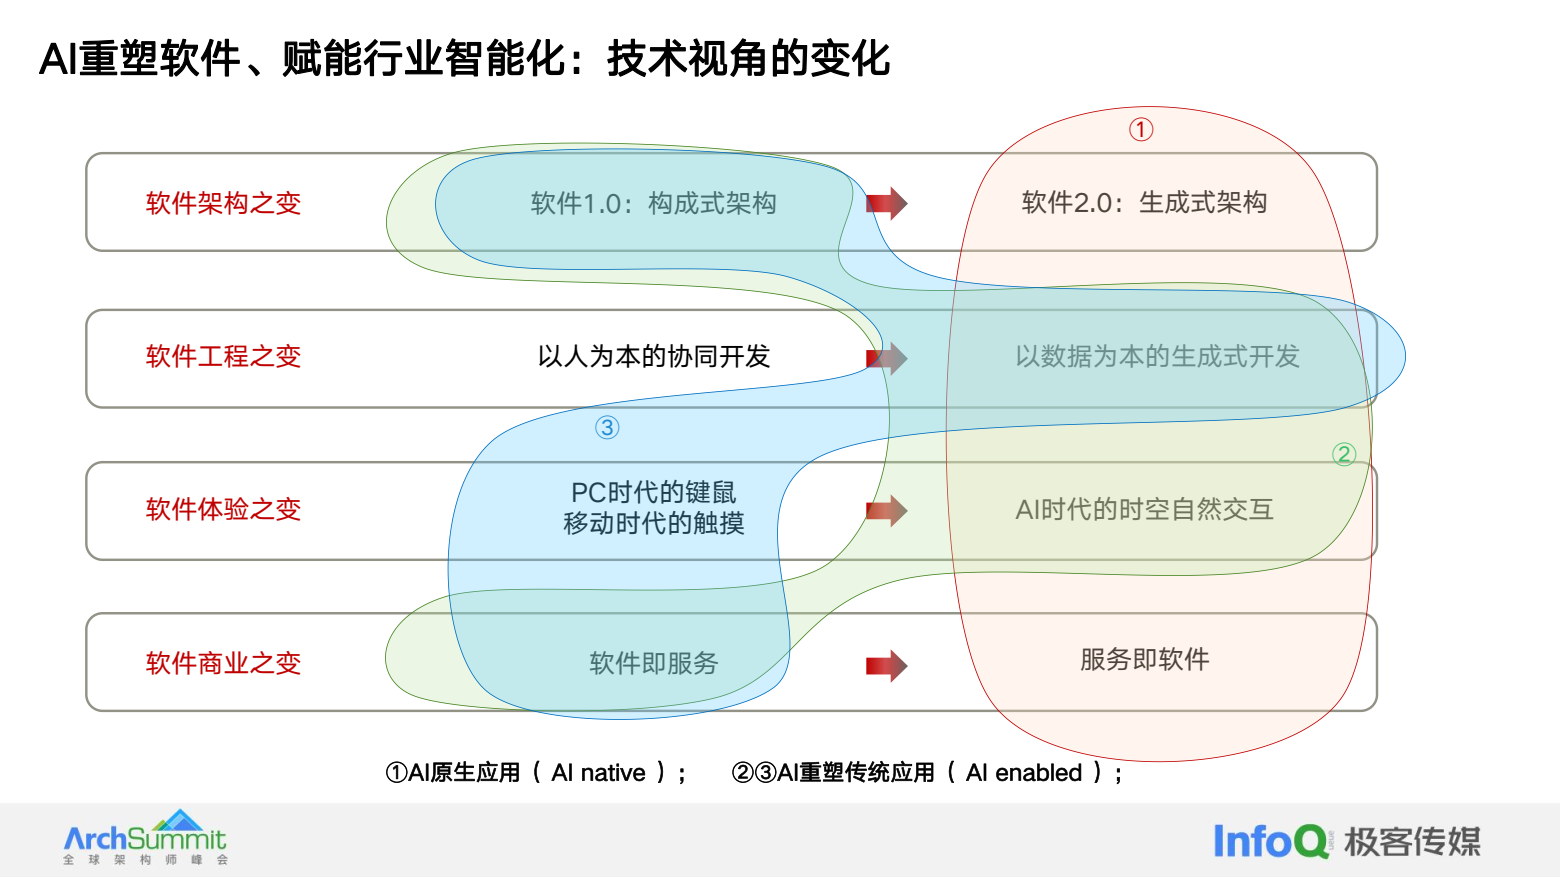 AI重塑软件、赋能行业智能化：技术视角的变化
①
软件架构之变
软件1.0：构成式架构
软件2.0：生成式架构
软件工程之变
以人为本的协同开发
以数据为本的生成式开发
③
②
软件体验之变
PC时代的键鼠
移动时代的触摸
AI时代的时空自然交互
软件商业之变
软件即服务
服务即软件
①AI原生应用（ AI native ）； ②③AI重塑传统应用（ AI enabled ）；
ArchSummit
全球架构师峰会
InfoQ 极客传媒